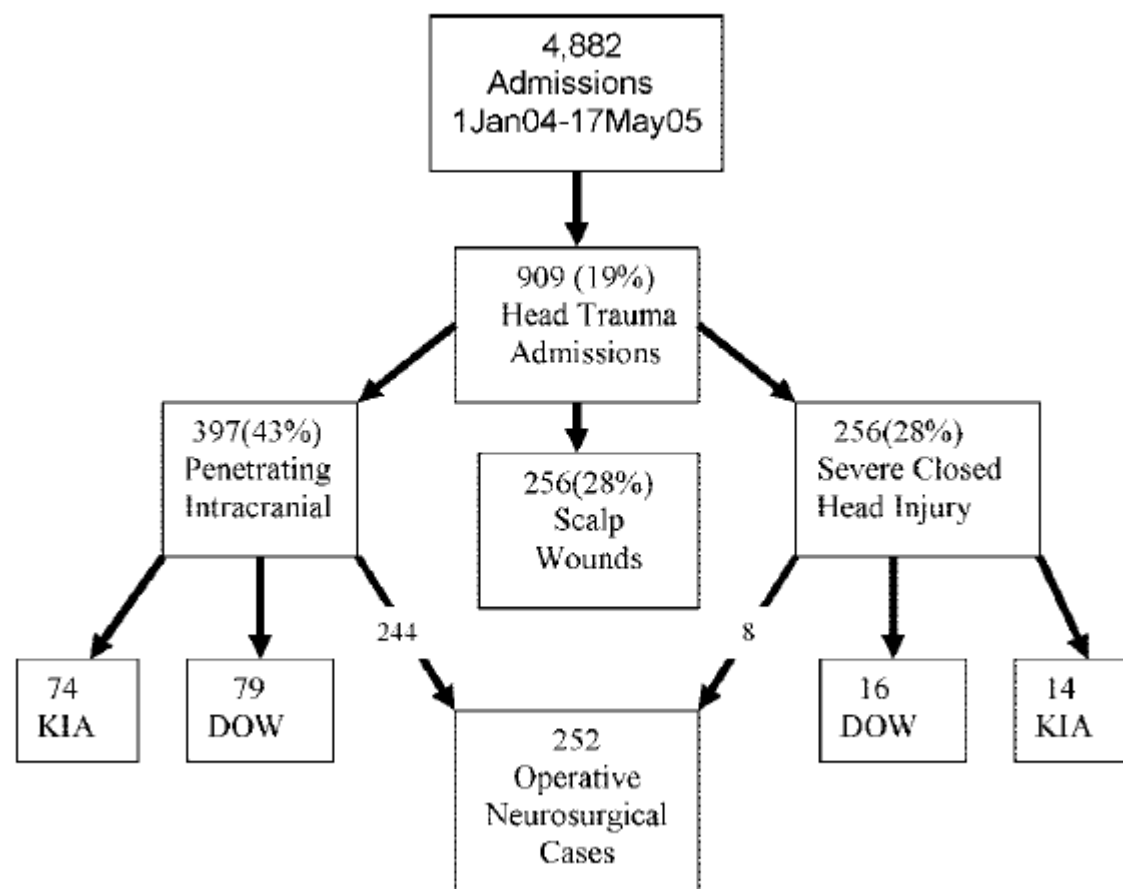 4,882
Admissions
1Jan04-17May05
909 (19%)
Head Trauma
Admissions
397(43%)
Penetrating
Intracranial
256(28%)
Scalp
Wounds
256(28%)
Severe Closed
Head Injury
244
8
74
KIA
79
DOW
252
Operative
Neurosurgical
Cases
16
DOW
14
KIA